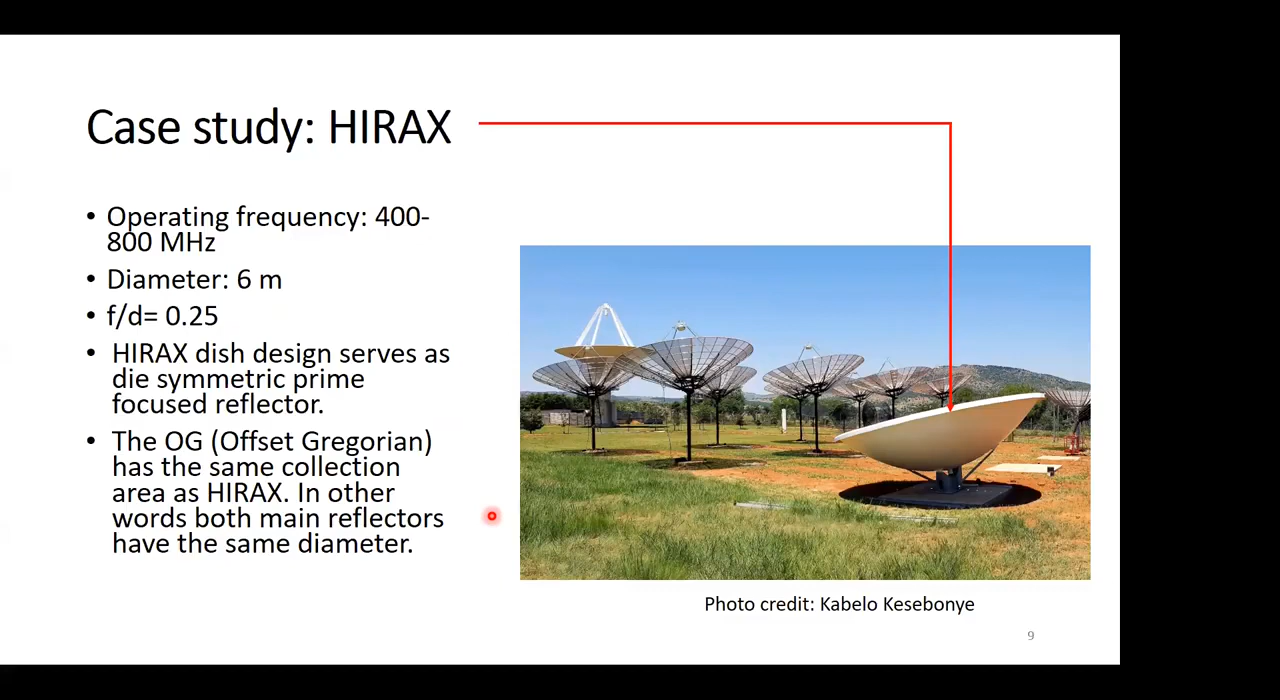 Case study: HIRAX
• Operating frequency: 400-
800 MHz
• Diameter: 6 m
• f/d= 0.25
• HIRAX dish design serves as
die symmetric prime
focused reflector.
• The OG (Offset Gregorian)
has the same collection
area as HIRAX. In other
words both main reflectors
have the same diameter.
Photo credit: Kabelo Kesebonye
9